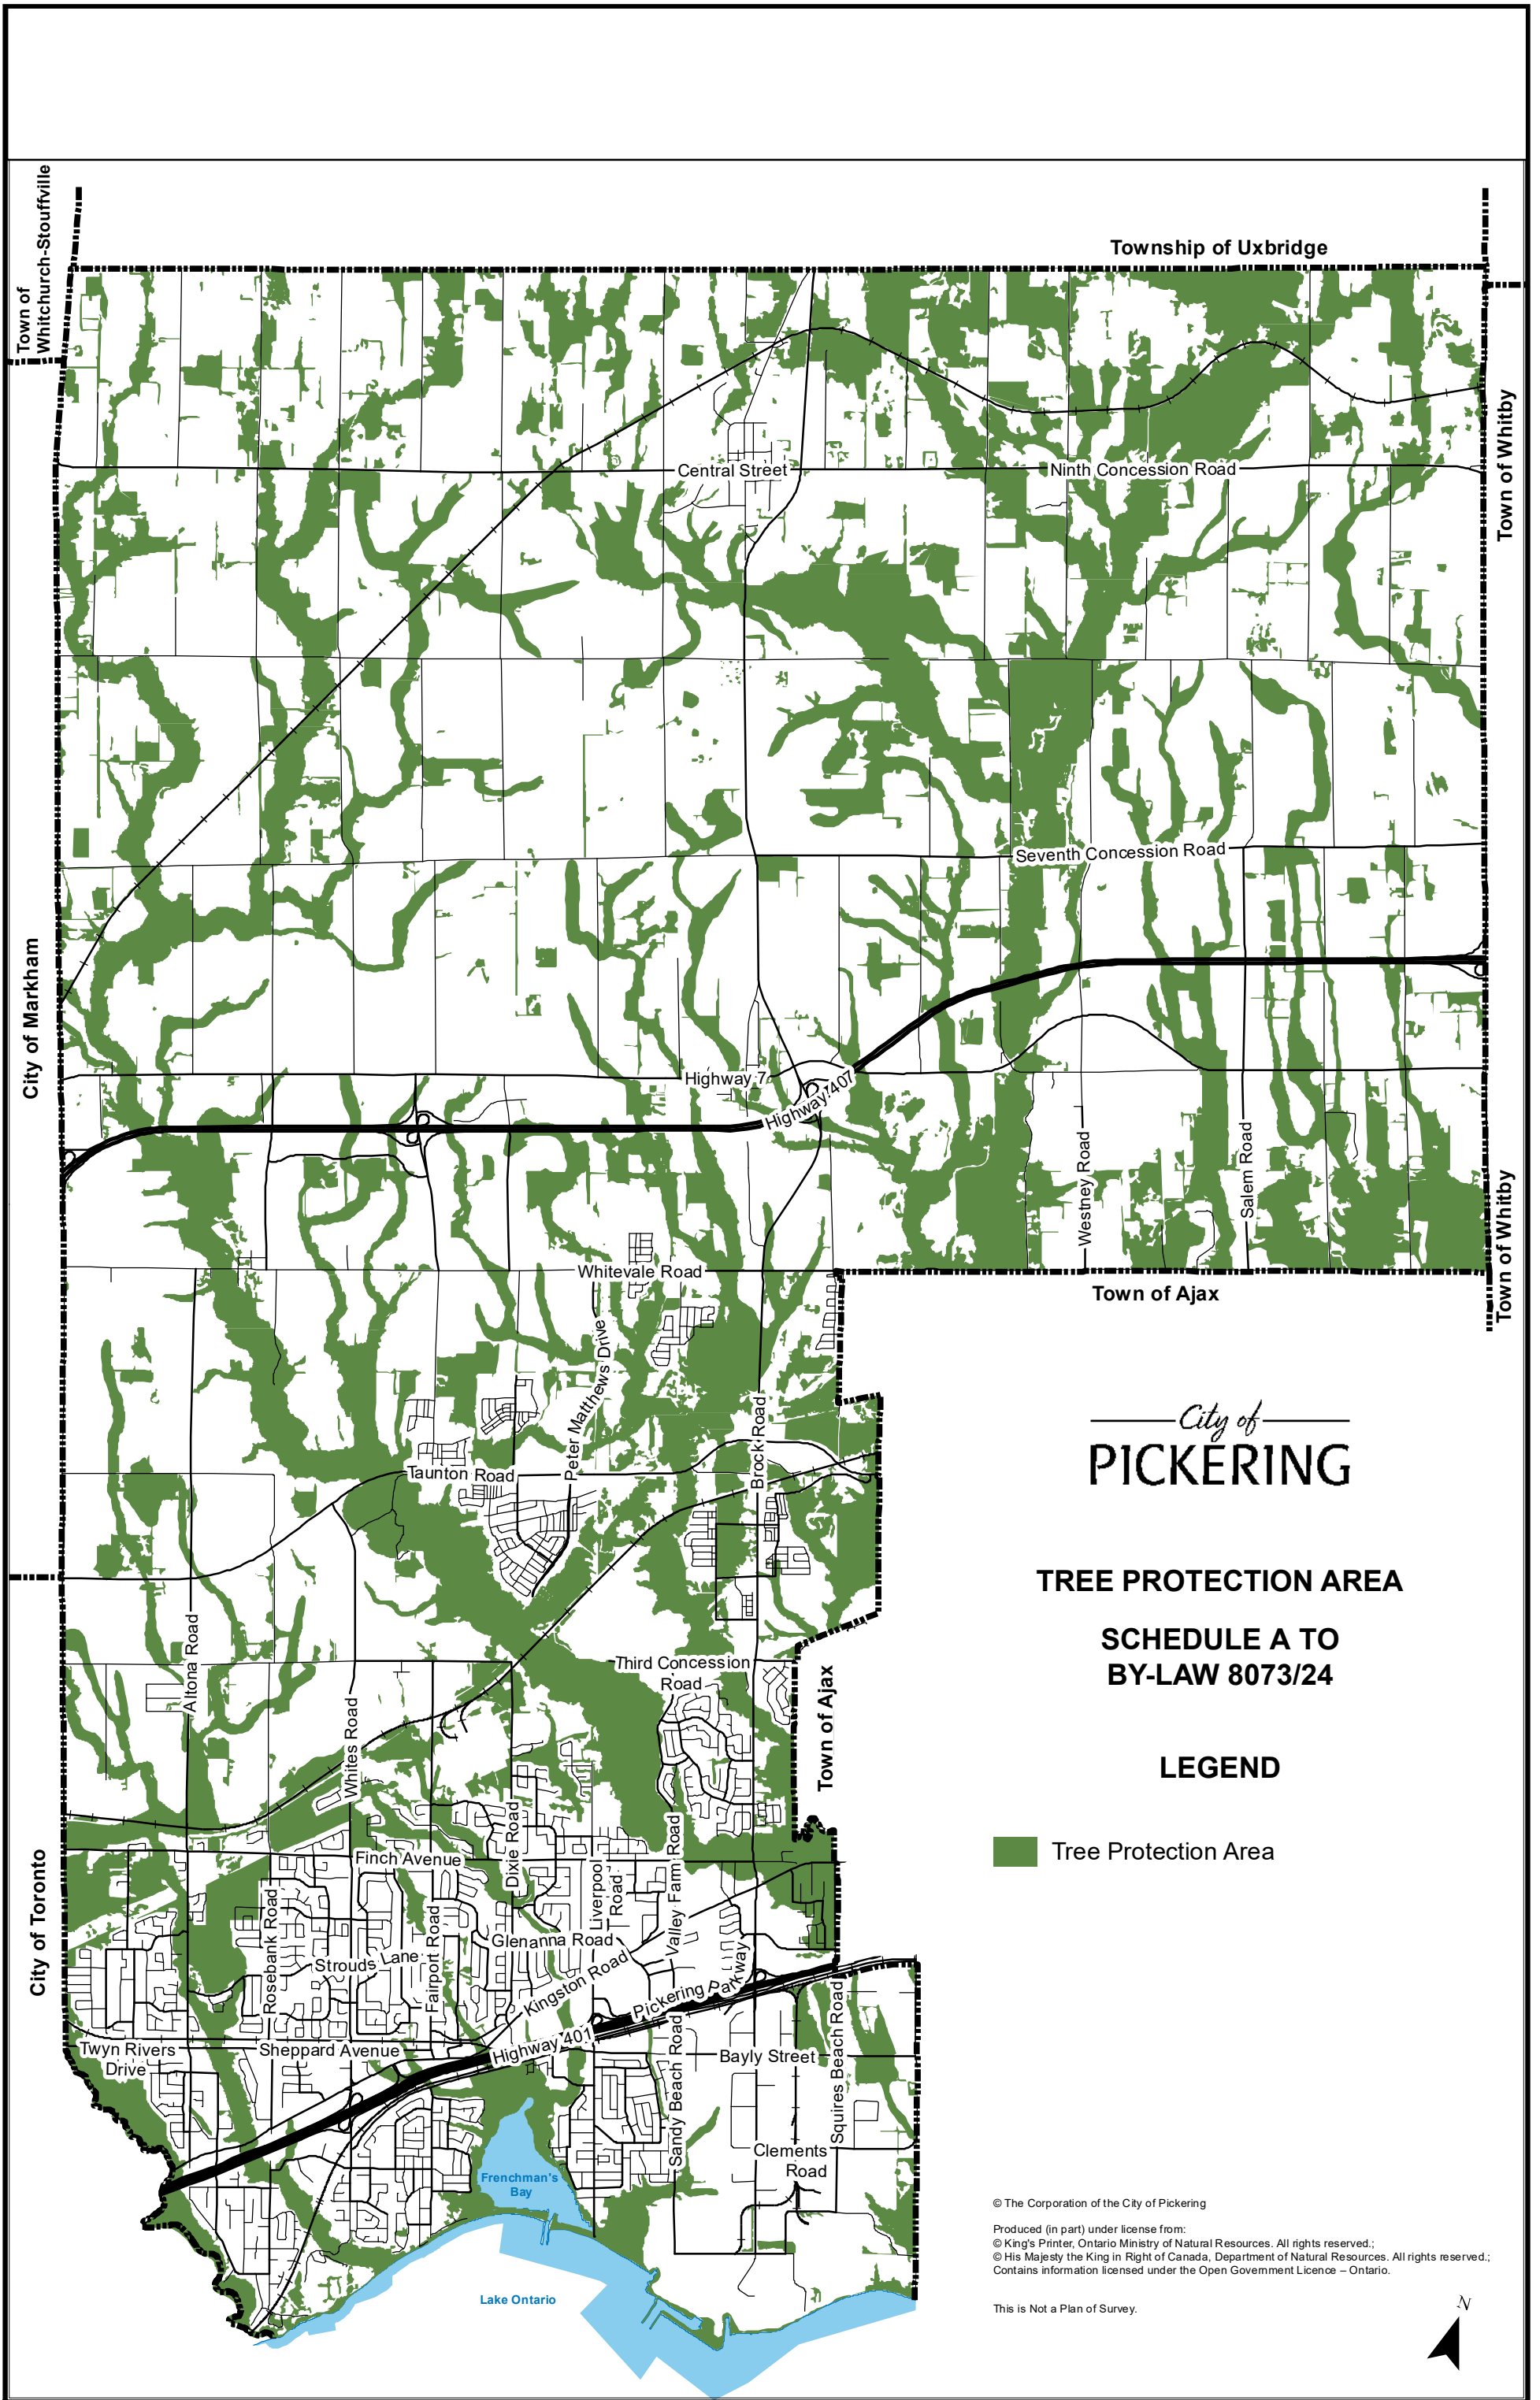 Town of
Whitchurch-Stouffville
Township of Uxbridge
Town of Whitby
Central Street
Ninth Concession Road
Seventh Concession Road
City of Markham
Highway 7
Highway 407
Westney Road
Salem Road
Town of Whitby
Whitevale Road
Town of Ajax
Peter Matthews Drive
Brock Road
City of
PICKERING
Taunton Road
TREE PROTECTION AREA
SCHEDULE A TO
BY-LAW 8073/24
Altona Road
Third Concession
Road
Whites Road
Town of Ajax
LEGEND
Tree Protection Area
City of Toronto
Finch Avenue
Dixie Road
Liverpool
Road
Valley Farm Road
Rosebank Road
Strouds Lane
Fairport Road
Glenanna Road
Kingston Road
Pickering Parkway
Twyn Rivers
Drive
Sheppard Avenue
Highway 401
Sandy Beach Road
Bayly Street
Squires Beach Road
Clements
Road
Frenchman's
Bay
Lake Ontario
© The Corporation of the City of Pickering
Produced (in part) under license from:
© King's Printer, Ontario Ministry of Natural Resources. All rights reserved.;
© His Majesty the King in Right of Canada, Department of Natural Resources. All rights reserved.;
Contains information licensed under the Open Government Licence – Ontario.
This is Not a Plan of Survey.
N